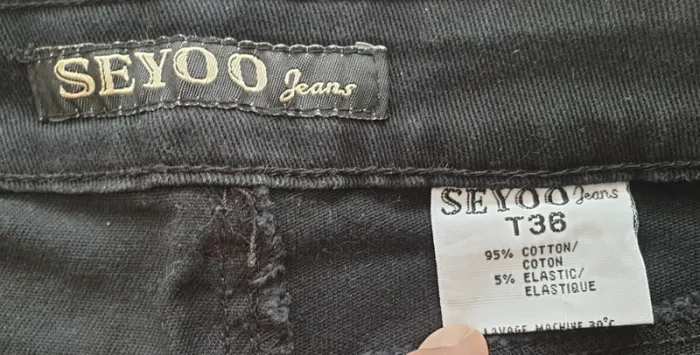 SEYOO Jeans
SEYOO Jeans
T36
95% COTTON/
COTON
5% ELASTIC/
ELASTIQUE
LAVAGE MACHINE 30°C